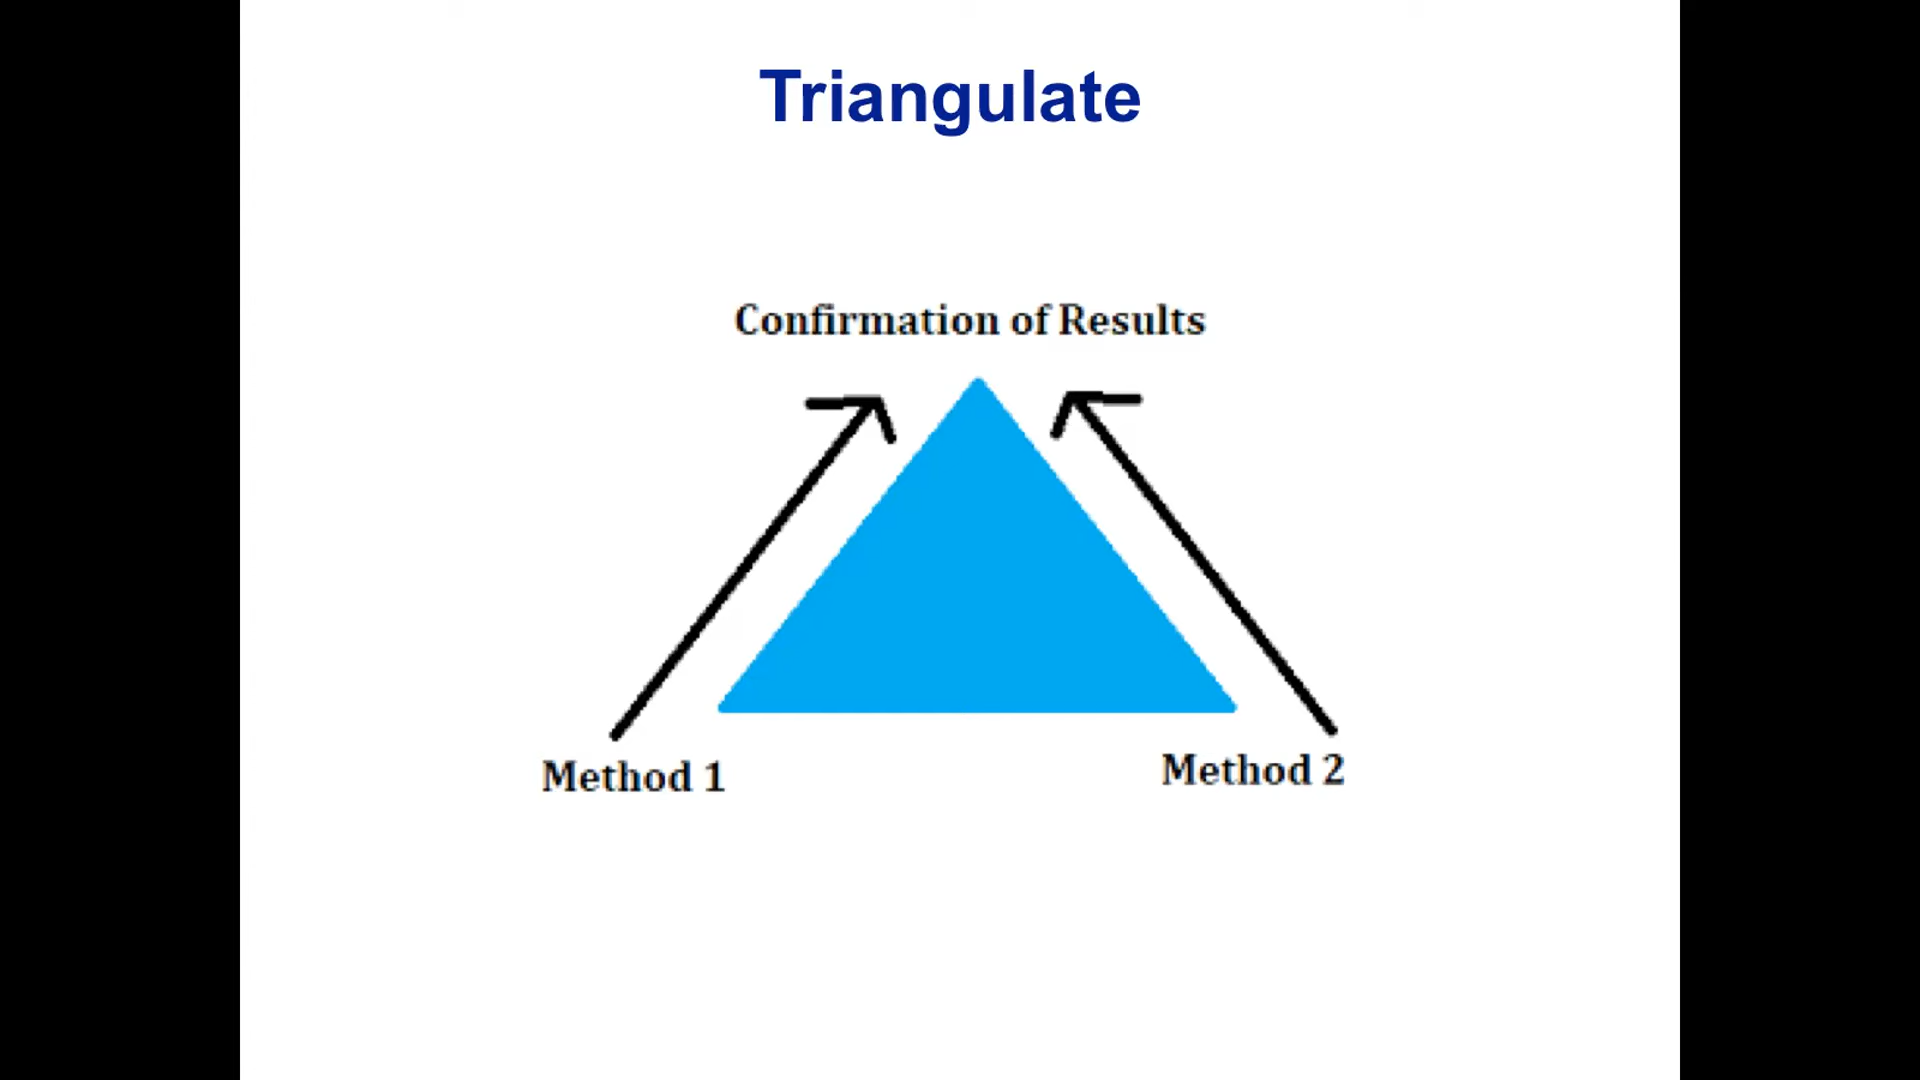 Triangulate
Confirmation of Results
Method 1
Method 2